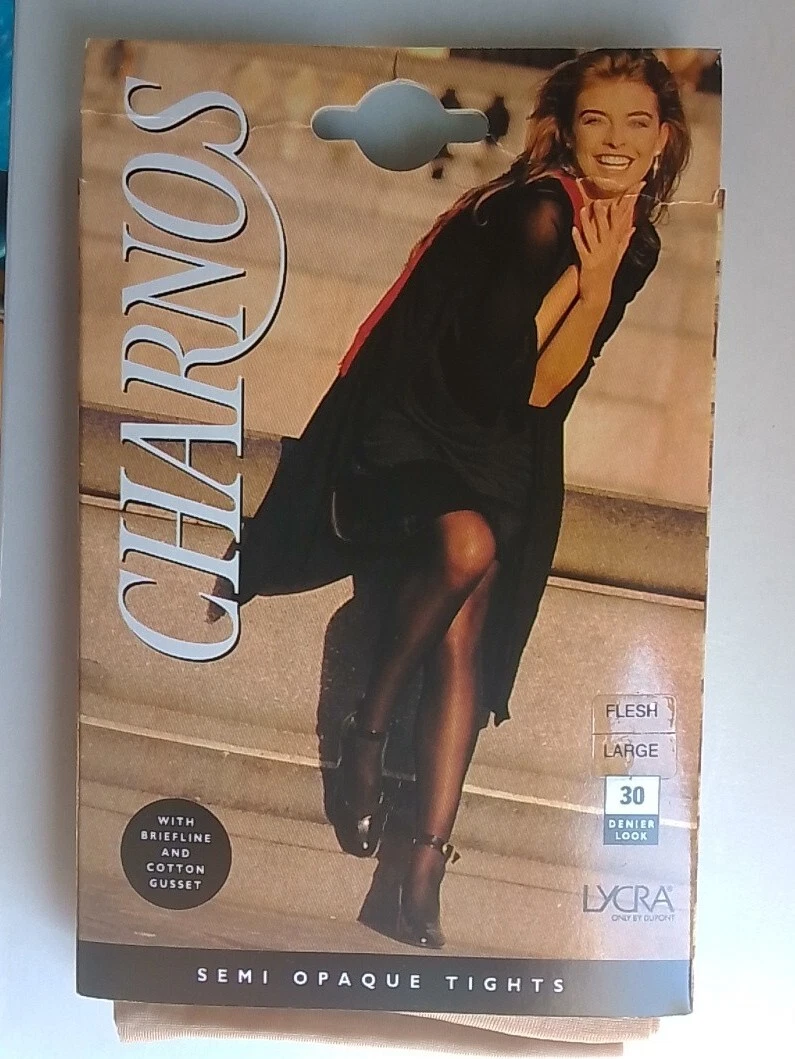 CHARNOS
FLESH
LARGE
30
DENIER
LOOK
WITH
BRIEFLINE
AND
COTTON
GUSSET
LYCRA®
ONLY BY DUPONT
SEMI OPAQUE TIGHTS